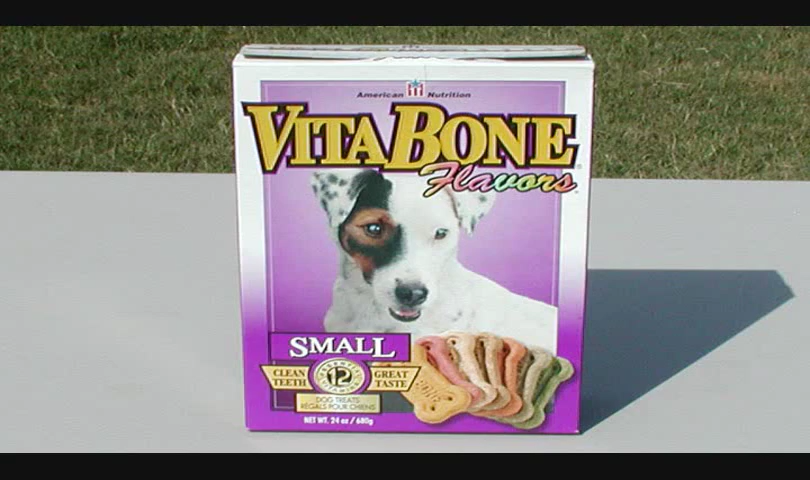 American Nutrition
VITABONE®
Flavors
SMALL
CLEAN TEETH
12
GREAT TASTE
DOG TREATS
RÉGALS POUR CHIENS
NET WT. 24 oz / 680g